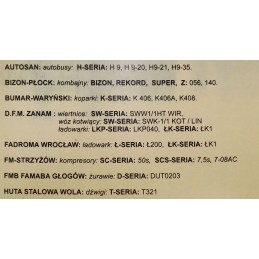 AUTOSAN: autobusy: H-SERIA: H 9, H 9-20, H9-21, H9-35.
BIZON-PŁOCK: kombajny: BIZON, REKORD, SUPER, Z: 056, 140.
BUMAR-WARYŃSKI: koparki: K-SERIA: K 406, K406A, K408.
D.F.M. ZANAM : wiertnice: SW-SERIA: SWW1/1HT WIR,
wóz kotwiący: SW-SERIA: SWK-1/1 KOT / LIN
ładowarki: LKP-SERIA: LKP040, ŁK-SERIA: ŁK1
FADROMA WROCŁAW: ładowark: Ł-SERIA: Ł200, ŁK-SERIA: ŁK1
FM-STRZYŻÓW: kompresory: SC-SERIA: 50s, SCS-SERIA: 7,5s, 7-08AC
FMB FAMABA GŁOGÓW: żurawie: D-SERIA: DUT0203
HUTA STALOWA WOLA: dźwigi: T-SERIA: T321